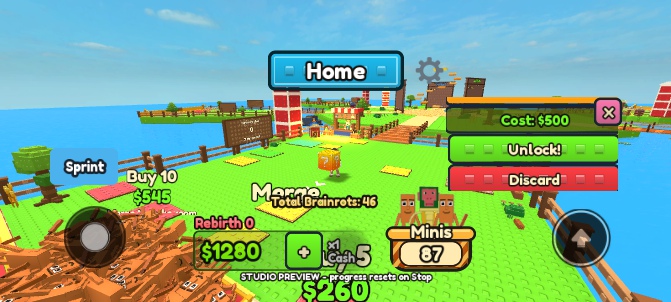 Home
Cost: $500
X
Unlock!
Discard
Sprint
Buy 10
$545
Merge
Total Brainrots: 46
Rebirth 0
$1280
+
x1
Cash
5
Minis
87
STUDIO PREVIEW - progress resets on Stop
$260